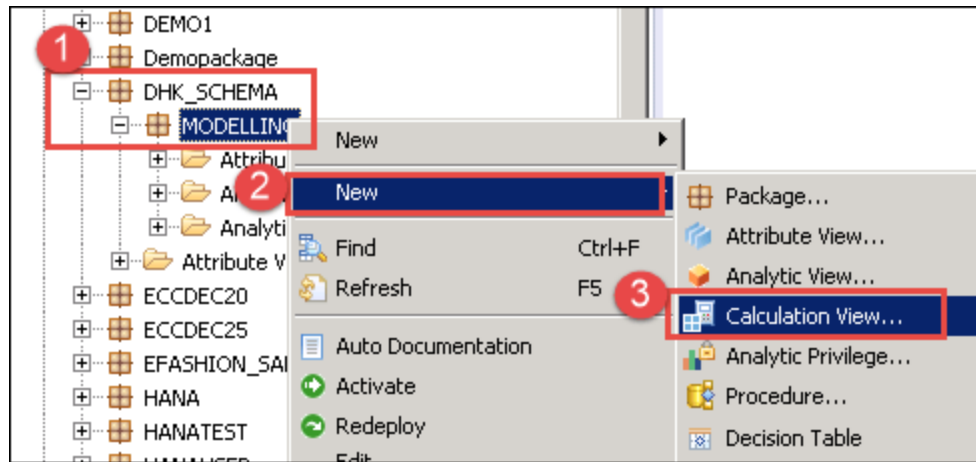 DEMO1
1
Demopackage
DHK_SCHEMA
MODELLING
New
Attribu
2
New
Package...
Analyti
Find Ctrl+F
Attribute View...
Attribute V
Refresh F5
3
Analytic View...
ECCDEC20
Calculation View...
ECCDEC25
Auto Documentation
Analytic Privilege...
EFASHION_SA
Activate
Procedure...
HANA
HANATEST
Redeploy
Decision Table
Edit